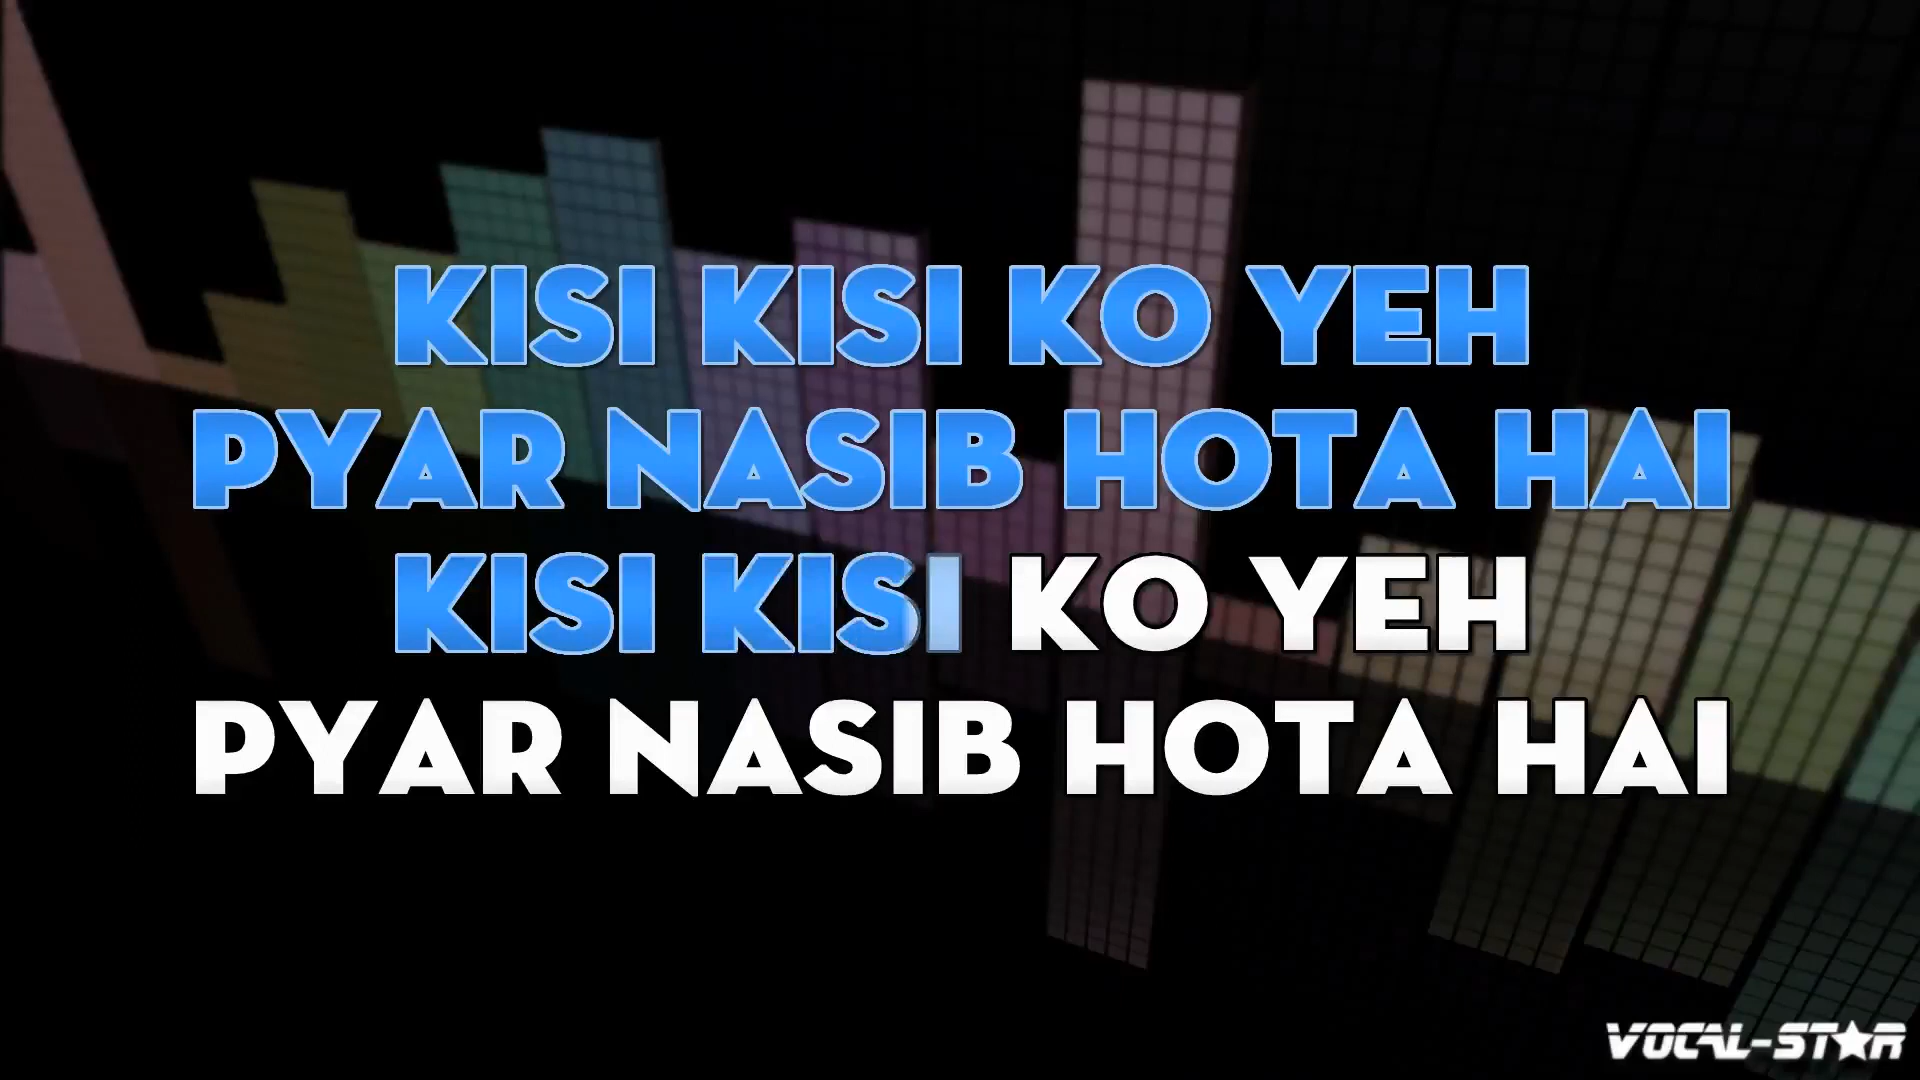 KISI KISI KO YEH
PYAR NASIB HOTA HAI
KISI KISI KO YEH
PYAR NASIB HOTA HAI
VOCAL-STAR